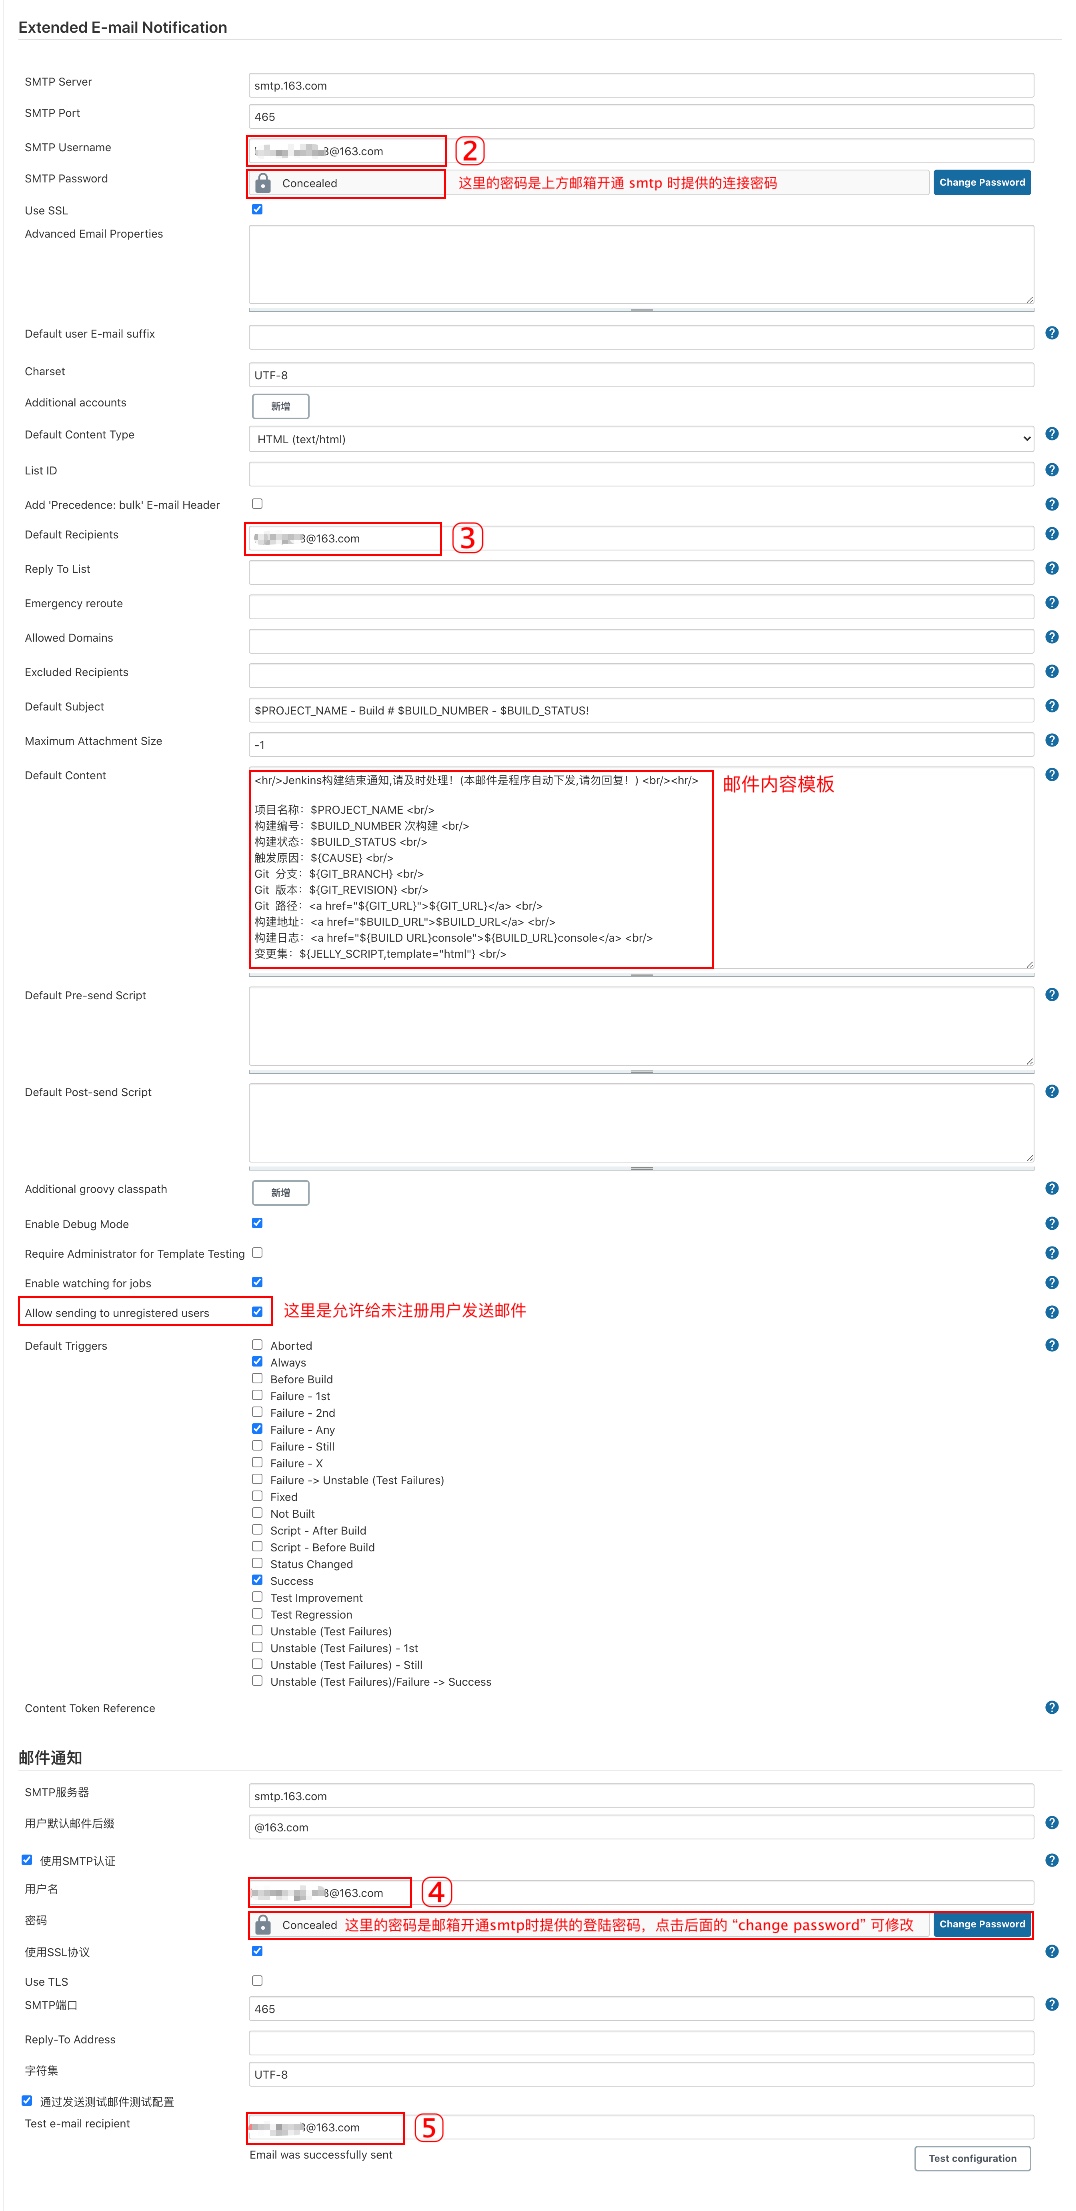 Extended E-mail Notification
SMTP Server
smtp.163.com
SMTP Port
465
SMTP Username
3@163.com
②
SMTP Password
Concealed
这里的密码是上方邮箱开通 smtp 时提供的连接密码
Change Password
Use SSL
Advanced Email Properties
Default user E-mail suffix
Charset
UTF-8
Additional accounts
新增
Default Content Type
HTML (text/html)
List ID
Add 'Precedence: bulk' E-mail Header
Default Recipients
3@163.com
③
Reply To List
Emergency reroute
Allowed Domains
Excluded Recipients
Default Subject
$PROJECT_NAME - Build # $BUILD_NUMBER - $BUILD_STATUS!
Maximum Attachment Size
-1
Default Content
<hr/>Jenkins构建结束通知,请及时处理!(本邮件是程序自动下发,请勿回复!) <br/><hr/>
邮件内容模板
项目名称：$PROJECT_NAME <br/>
构建编号：$BUILD_NUMBER 次构建 <br/>
构建状态：$BUILD_STATUS <br/>
触发原因：${CAUSE} <br/>
Git 分支：${GIT_BRANCH} <br/>
Git 版本：${GIT_REVISION} <br/>
Git 路径：<a href="${GIT_URL}">${GIT_URL}</a> <br/>
构建地址：<a href="$BUILD_URL">$BUILD_URL</a> <br/>
构建日志：<a href="${BUILD URL}console">${BUILD_URL}console</a> <br/>
变更集：${JELLY_SCRIPT,template="html"} <br/>
Default Pre-send Script
Default Post-send Script
Additional groovy classpath
新增
Enable Debug Mode
Require Administrator for Template Testing
Enable watching for jobs
Allow sending to unregistered users
这里是允许给未注册用户发送邮件
Default Triggers
Aborted
Always
Before Build
Failure - 1st
Failure - 2nd
Failure - Any
Failure - Still
Failure - X
Failure -> Unstable (Test Failures)
Fixed
Not Built
Script - After Build
Script - Before Build
Status Changed
Success
Test Improvement
Test Regression
Unstable (Test Failures)
Unstable (Test Failures) - 1st
Unstable (Test Failures) - Still
Unstable (Test Failures)/Failure -> Success
Content Token Reference
邮件通知
SMTP服务器
smtp.163.com
用户默认邮件后缀
@163.com
使用SMTP认证
用户名
3@163.com
④
密码
Concealed
这里的密码是邮箱开通smtp时提供的登陆密码，点击后面的 “change password” 可修改
Change Password
使用SSL协议
Use TLS
SMTP端口
465
Reply-To Address
字符集
UTF-8
通过发送测试邮件测试配置
Test e-mail recipient
@163.com
⑤
Email was successfully sent
Test configuration